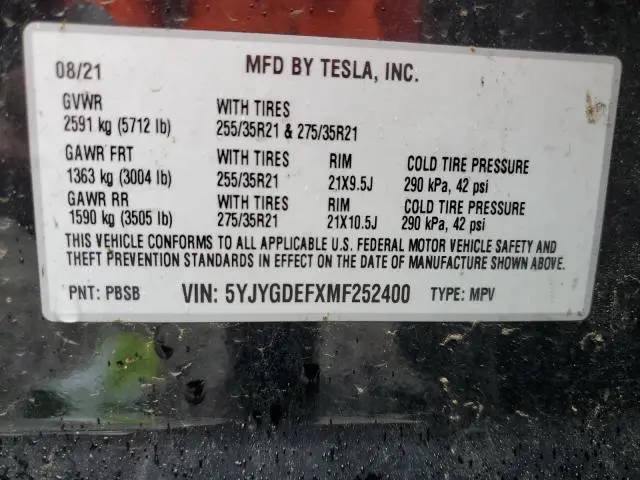 08/21 MFD BY TESLA, INC.
GVWR WITH TIRES
2591 kg (5712 lb) 255/35R21 & 275/35R21
GAWR FRT WITH TIRES RIM COLD TIRE PRESSURE
1363 kg (3004 lb) 255/35R21 21X9.5J 290 kPa, 42 psi
GAWR RR WITH TIRES RIM COLD TIRE PRESSURE
1590 kg (3505 lb) 275/35R21 21X10.5J 290 kPa, 42 psi
THIS VEHICLE CONFORMS TO ALL APPLICABLE U.S. FEDERAL MOTOR VEHICLE SAFETY AND
THEFT PREVENTION STANDARDS IN EFFECT ON THE DATE OF MANUFACTURE SHOWN ABOVE.
PNT: PBSB VIN: 5YJYGDEFXMF252400 TYPE: MPV